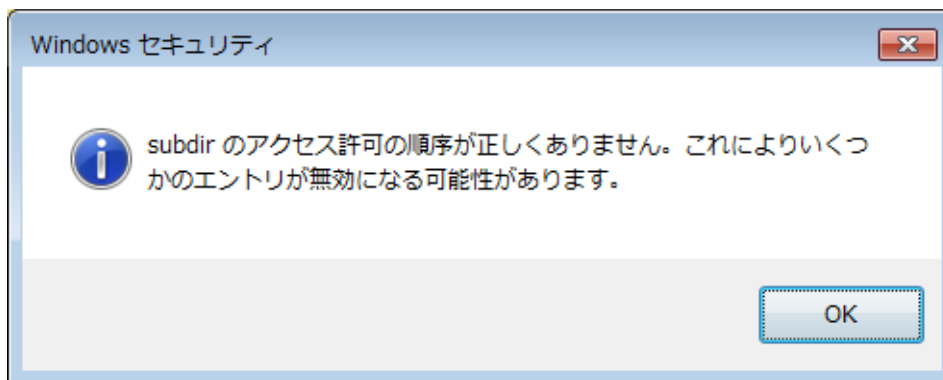 Windows セキュリティ
subdir のアクセス許可の順序が正しくありません。これによりいくつ
かのエントリが無効になる可能性があります。
OK